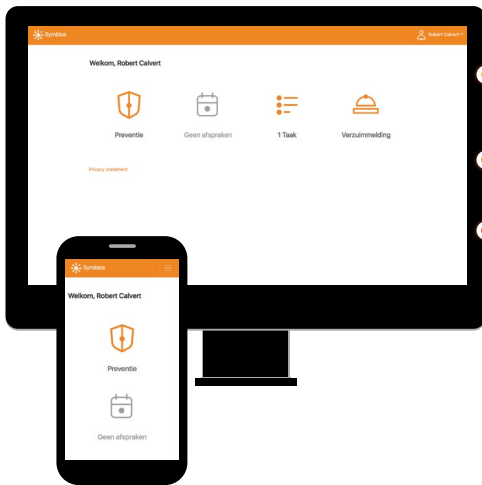 Symbios
Robert Calvert
Welkom, Robert Calvert
Preventie
Geen afspraken
1 Taak
Verzuimmelding
Privacy statement
Symbios
Welkom, Robert Calvert
Preventie
Geen afspraken